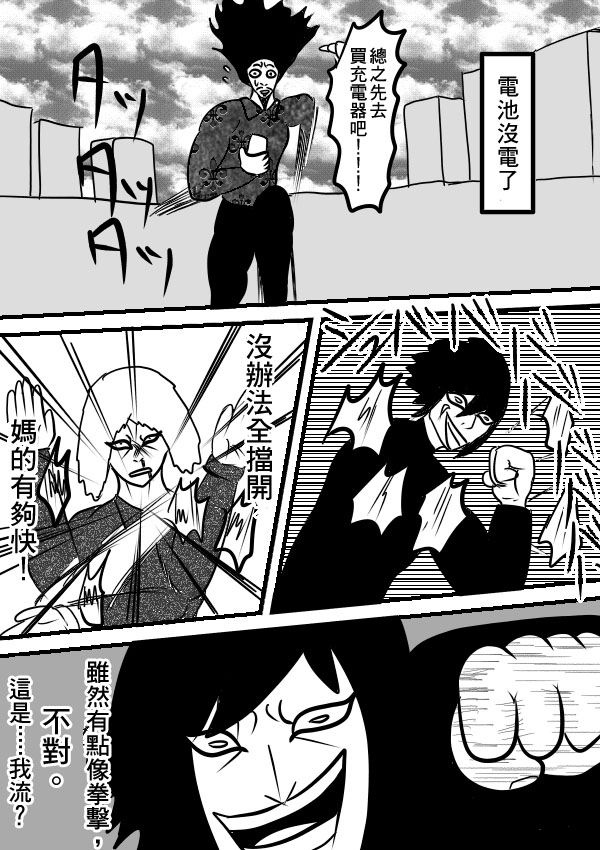 電池沒電了
總之先去
買充電器吧！！！
タッ
タッ
タッ
沒辦法全擋開
媽的有夠快！
雖然有點像拳擊，
不對。
這是……我流？